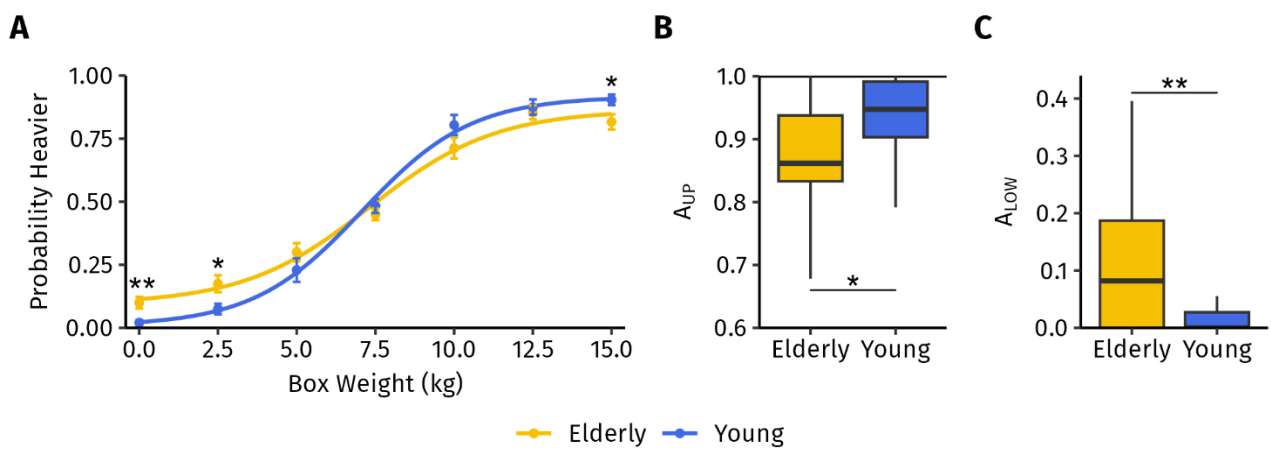 A
B
C
Probability Heavier
1.00
0.75
0.50
0.25
0.00
**
*
*
0.0 2.5 5.0 7.5 10.0 12.5 15.0
Box Weight (kg)
A_UP
1.0
0.9
0.8
0.7
0.6
*
Elderly Young
A_LOW
0.4
0.3
0.2
0.1
0.0
**
Elderly Young
Elderly Young